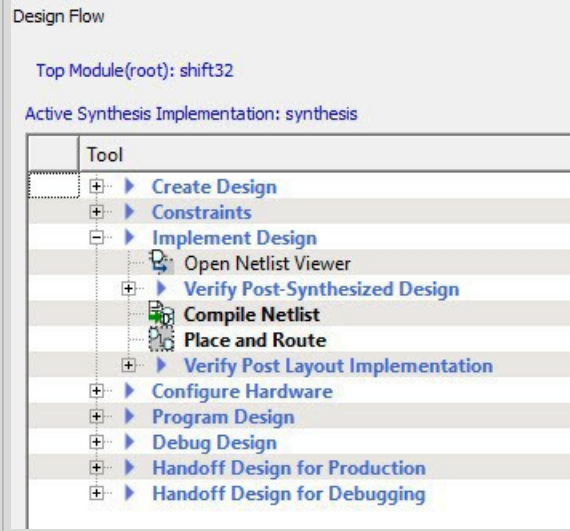 Design Flow
Top Module(root): shift32
Active Synthesis Implementation: synthesis
Tool
Create Design
Constraints
Implement Design
Open Netlist Viewer
Verify Post-Synthesized Design
Compile Netlist
Place and Route
Verify Post Layout Implementation
Configure Hardware
Program Design
Debug Design
Handoff Design for Production
Handoff Design for Debugging